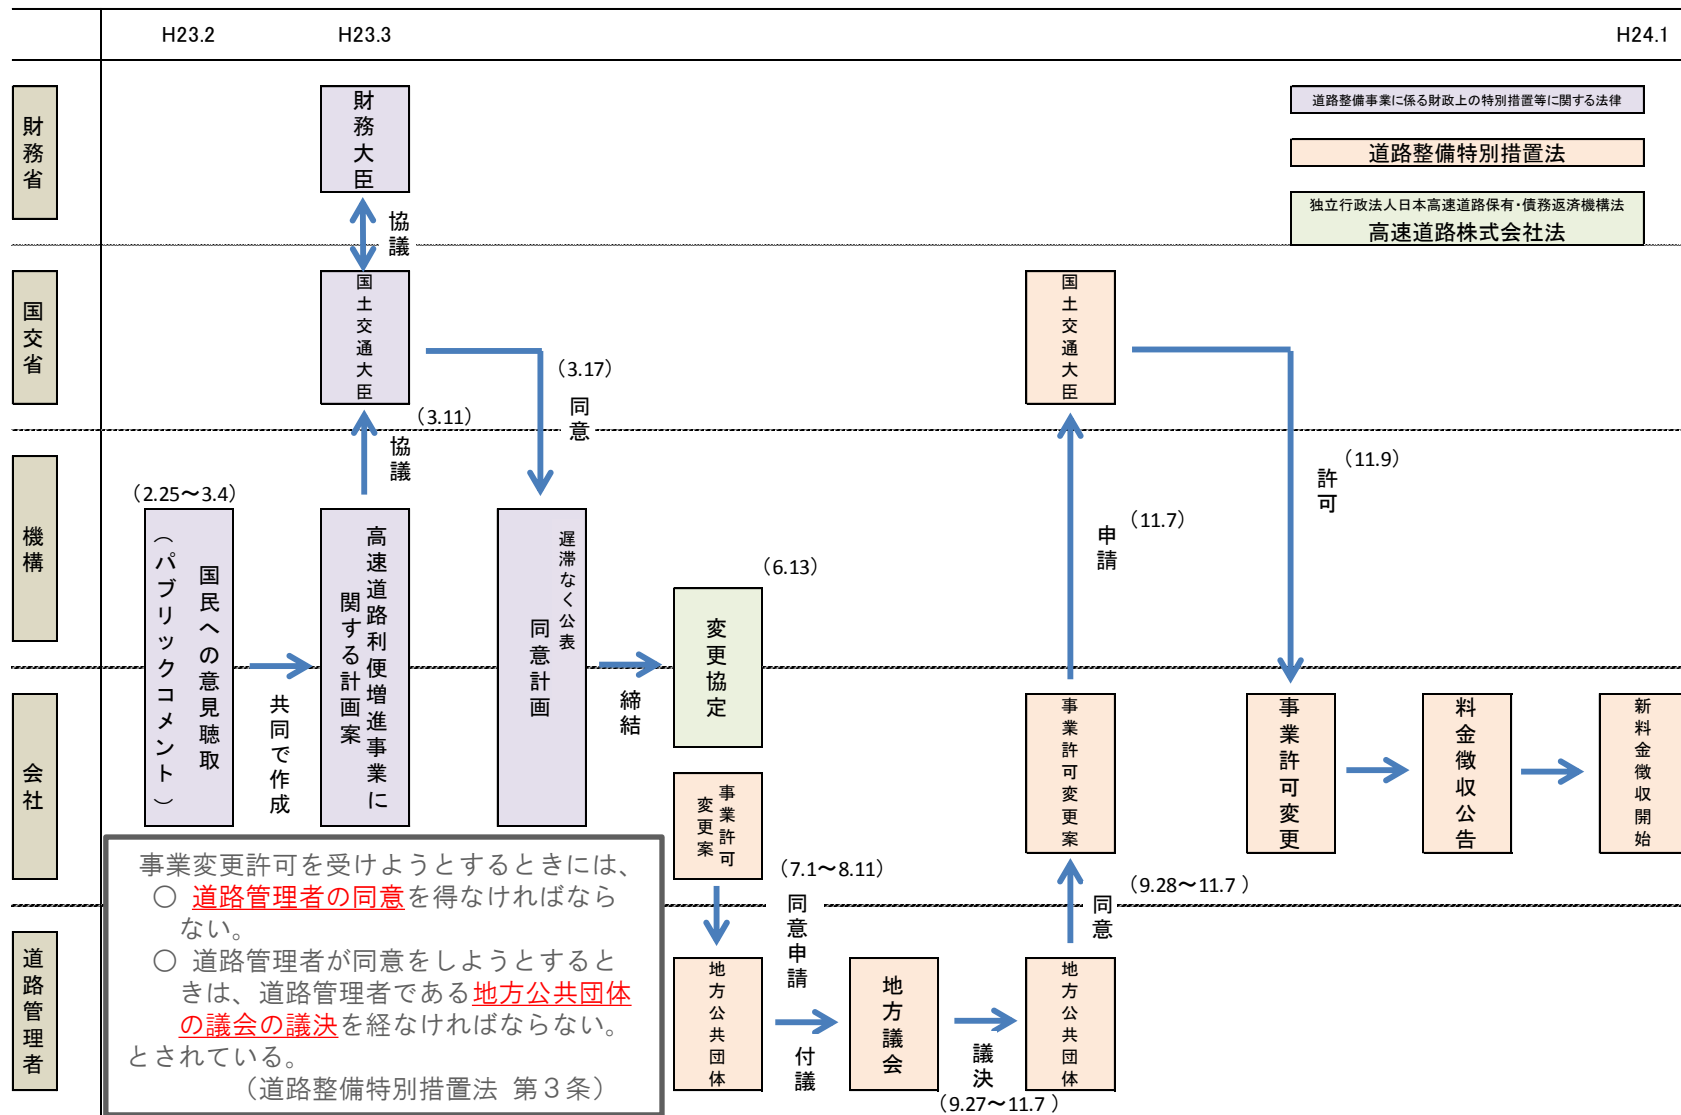 H23.2
H23.3
H24.1
財務省
財務大臣
道路整備事業に係る財政上の特別措置等に関する法律
道路整備特別措置法
独立行政法人日本高速道路保有・債務返済機構法
高速道路株式会社法
協議
国交省
国土交通大臣
(3.11)
協議
(3.17)
同意
国土交通大臣
機構
(2.25～3.4)
国民への意見聴取
(パブリックコメント)
共同で作成
高速道路利便増進事業に
関する計画案
遅滞なく公表
同意計画
締結
(6.13)
変更協定
申請
(11.7)
許可
(11.9)
会社
事業許可
変更案
事業許可変更案
事業許可変更
料金徴収公告
新料金徴収開始
(7.1～8.11)
同意申請
(9.28～11.7 )
同意
道路管理者
地方公共団体
付議
地方議会
議決
(9.27～11.7 )
地方公共団体
事業変更許可を受けようとするときには、
○ 道路管理者の同意を得なければなら
ない。
○ 道路管理者が同意をしようとすると
きは、道路管理者である地方公共団体
の議会の議決を経なければならない。
とされている。
（道路整備特別措置法 第３条）